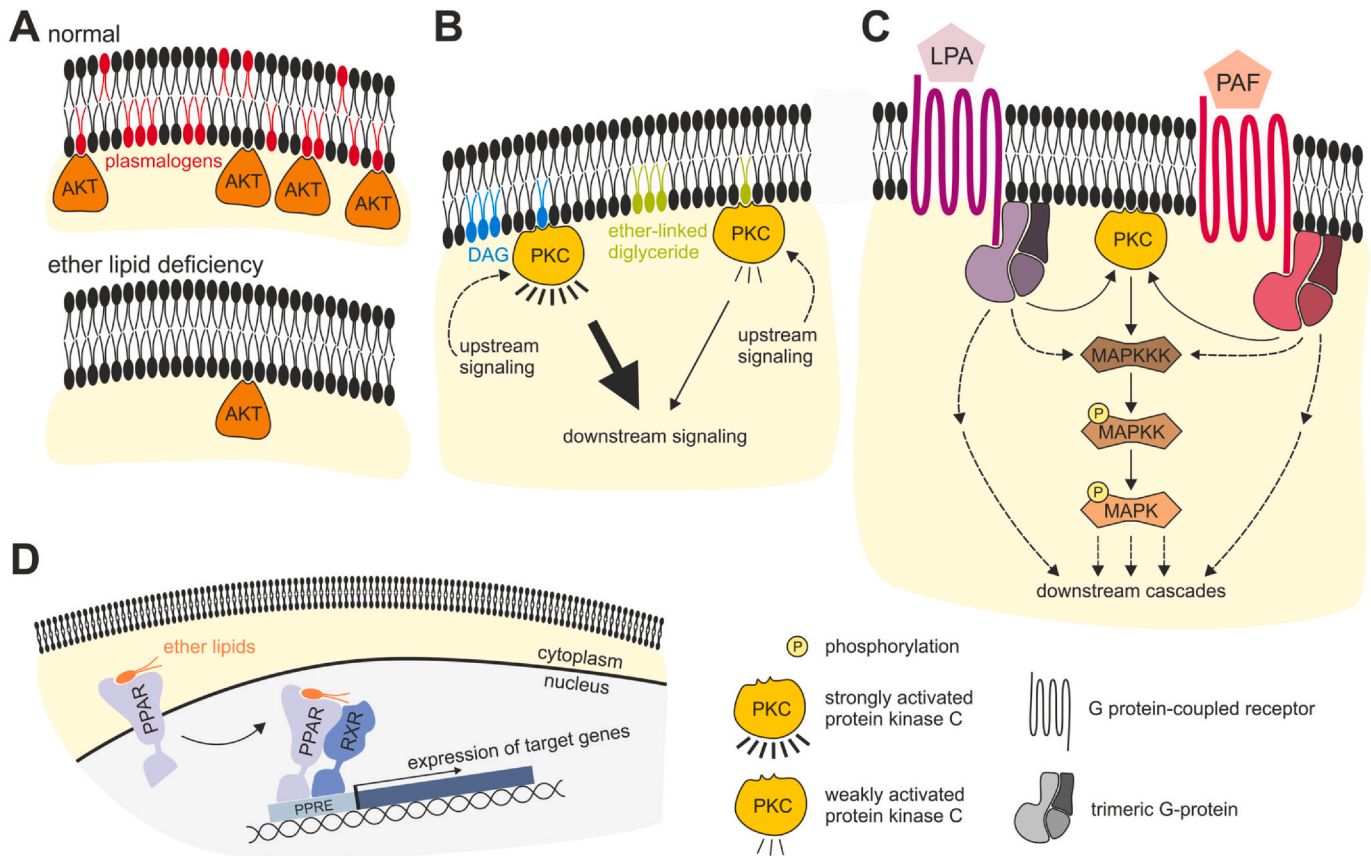 A
normal
plasmalogens
AKT
AKT
AKT
AKT
ether lipid deficiency
AKT
B
DAG
PKC
ether-linked
diglyceride
PKC
upstream
signaling
upstream
signaling
downstream signaling
C
LPA
PAF
PKC
MAPKKK
P
MAPKK
P
MAPK
downstream cascades
D
ether lipids
cytoplasm
nucleus
PPAR
PPAR
RXR
expression of target genes
PPRE
P
phosphorylation
PKC
strongly activated
protein kinase C
PKC
weakly activated
protein kinase C
G protein-coupled receptor
trimeric G-protein